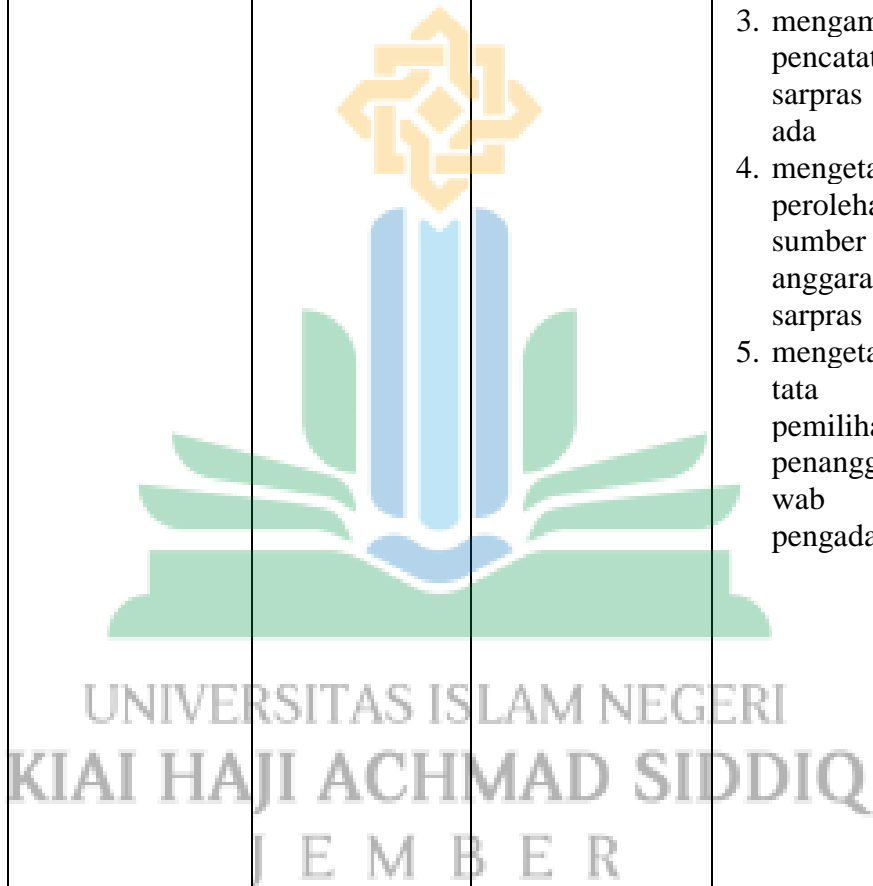 3. mengam
pencatat
sarpras
ada
4. mengeta
peroleha
sumber
anggara
sarpras
5. mengeta
tata
pemiliha
penangg
wab
pengada
UNIVERSITAS ISLAM NEGERI
KIAI HAJI ACHMAD SIDDIQ
JEMBER